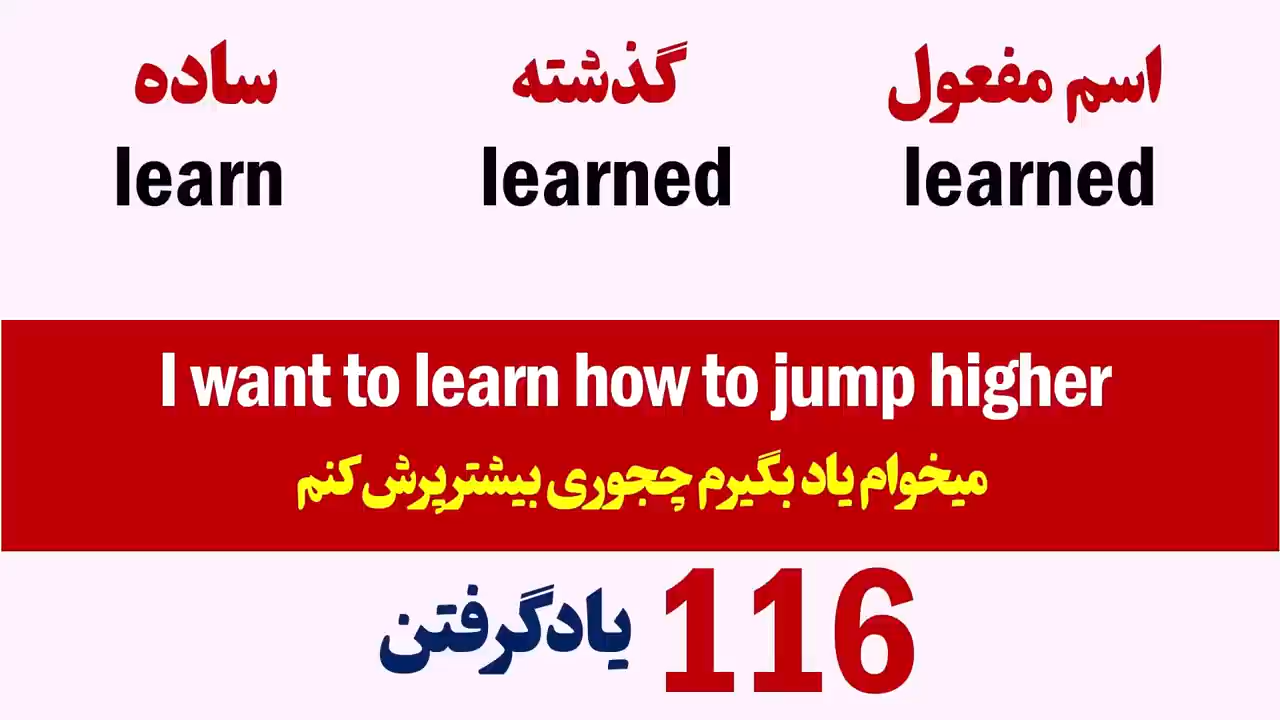 ساده گذشته اسم مفعول
learn learned learned
I want to learn how to jump higher
میخوام یاد بگیرم چجوری بیشتر پرش کنم
116 یادگرفتن